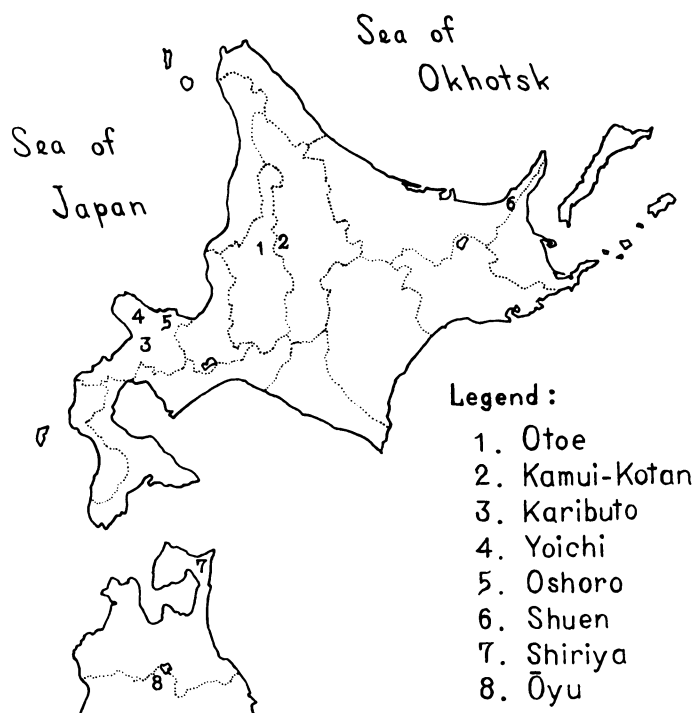 Sea of
Okhotsk
Sea of
Japan
6
1 2
4
5
3
Legend :
1. Otoe
2. Kamui-Kotan
3. Kaributo
4. Yoichi
5. Oshoro
6. Shuen
7. Shiriya
8. Ōyu
7
8